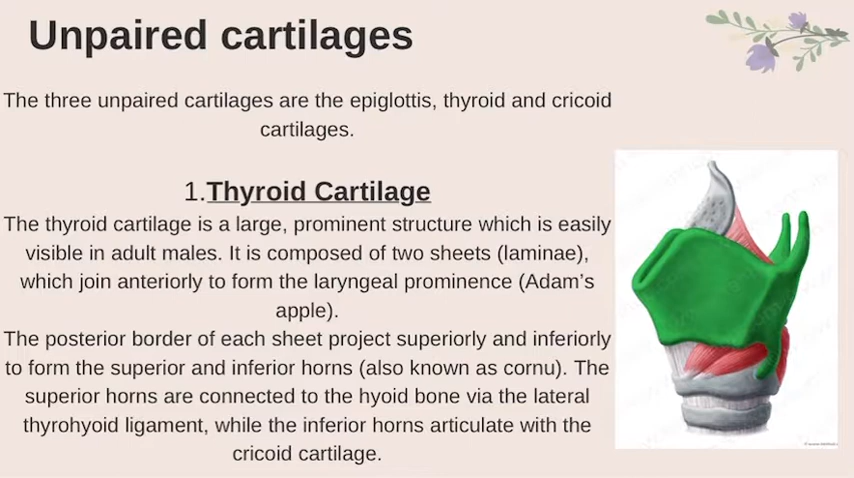 Unpaired cartilages
The three unpaired cartilages are the epiglottis, thyroid and cricoid
cartilages.
1.Thyroid Cartilage
The thyroid cartilage is a large, prominent structure which is easily
visible in adult males. It is composed of two sheets (laminae),
which join anteriorly to form the laryngeal prominence (Adam’s
apple).
The posterior border of each sheet project superiorly and inferiorly
to form the superior and inferior horns (also known as cornu). The
superior horns are connected to the hyoid bone via the lateral
thyrohyoid ligament, while the inferior horns articulate with the
cricoid cartilage.